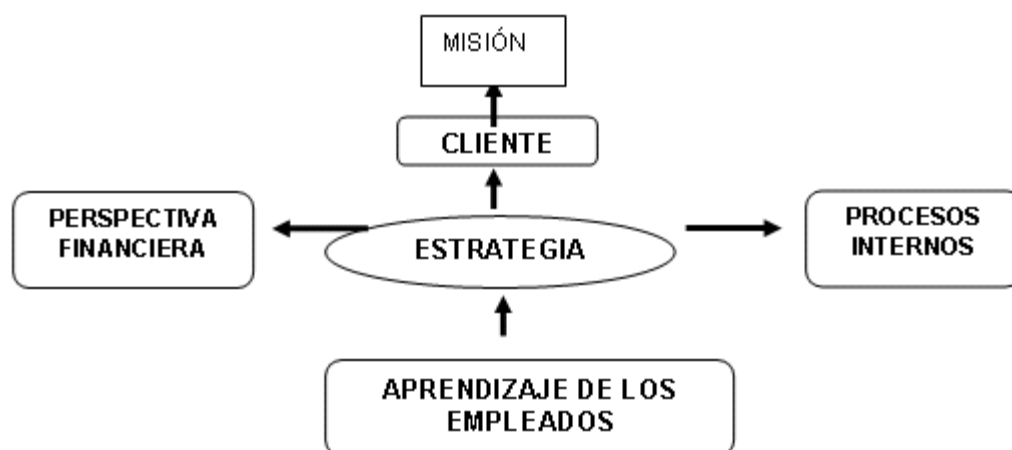 MISIÓN
CLIENTE
PERSPECTIVA
FINANCIERA
ESTRATEGIA
PROCESOS
INTERNOS
APRENDIZAJE DE LOS
EMPLEADOS